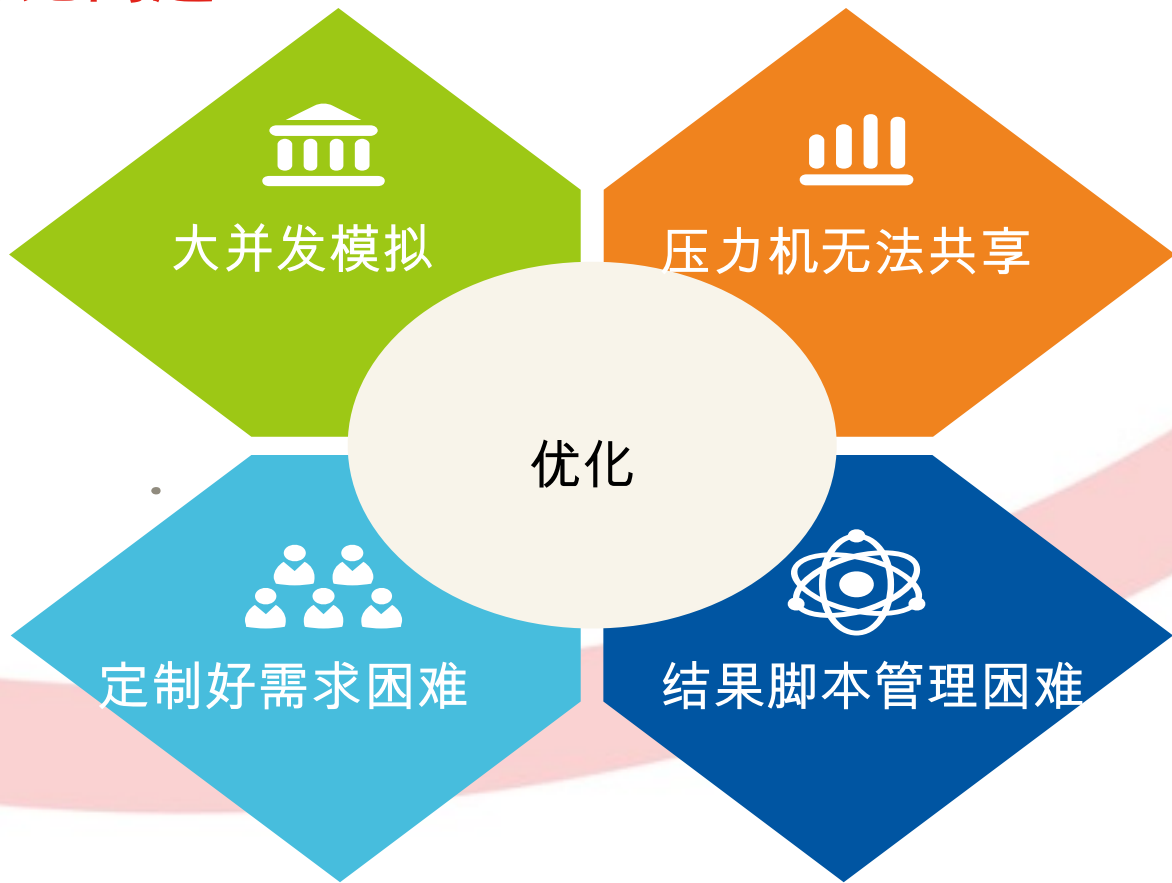 大并发模拟
压力机无法共享
优化
定制好需求困难
结果脚本管理困难